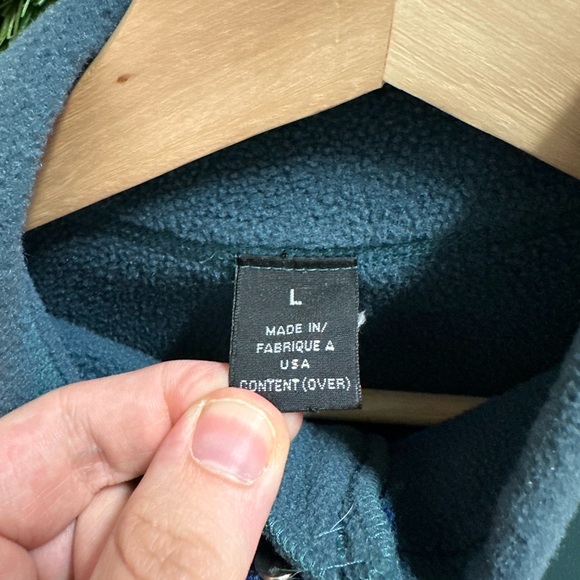 L
MADE IN/
FABRIQUE A
USA
CONTENT (OVER)